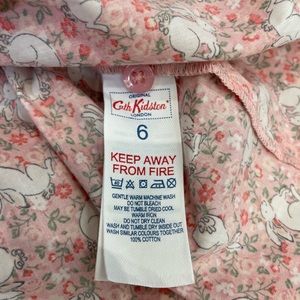 ORIGINAL
Cath Kidston
LONDON
6
KEEP AWAY
FROM FIRE
GENTLE WARM MACHINE WASH
DO NOT BLEACH
MAY BE TUMBLE DRIED COOL
WARM IRON
DO NOT DRY CLEAN
WASH AND TUMBLE DRY INSIDE OUT
WASH SIMILAR COLOURS TOGETHER
100% COTTON